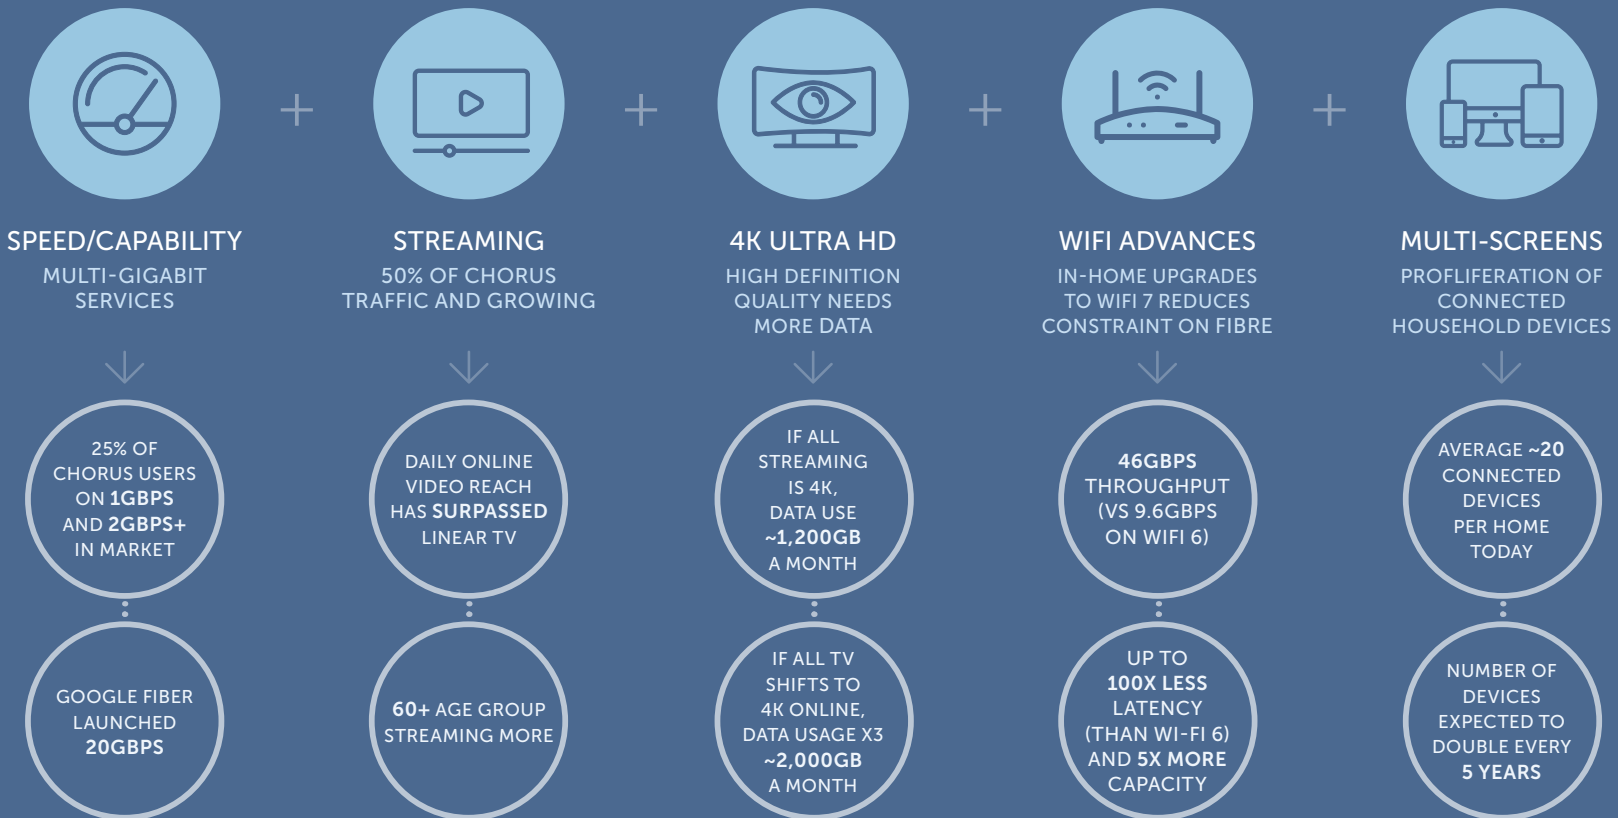 SPEED/CAPABILITY
MULTI-GIGABIT
SERVICES
25% OF
CHORUS USERS
ON 1GBPS
AND 2GBPS+
IN MARKET
GOOGLE FIBER
LAUNCHED
20GBPS
STREAMING
50% OF CHORUS
TRAFFIC AND GROWING
DAILY ONLINE
VIDEO REACH
HAS SURPASSED
LINEAR TV
60+ AGE GROUP
STREAMING MORE
4K ULTRA HD
HIGH DEFINITION
QUALITY NEEDS
MORE DATA
IF ALL
STREAMING
IS 4K,
DATA USE
~1,200GB
A MONTH
IF ALL TV
SHIFTS TO
4K ONLINE,
DATA USAGE X3
~2,000GB
A MONTH
WIFI ADVANCES
IN-HOME UPGRADES
TO WIFI 7 REDUCES
CONSTRAINT ON FIBRE
46GBPS
THROUGHPUT
(VS 9.6GBPS
ON WIFI 6)
UP TO
100X LESS
LATENCY
(THAN WI-FI 6)
AND 5X MORE
CAPACITY
MULTI-SCREENS
PROFLIFERATION OF
CONNECTED
HOUSEHOLD DEVICES
AVERAGE ~20
CONNECTED
DEVICES
PER HOME
TODAY
NUMBER OF
DEVICES
EXPECTED TO
DOUBLE EVERY
5 YEARS